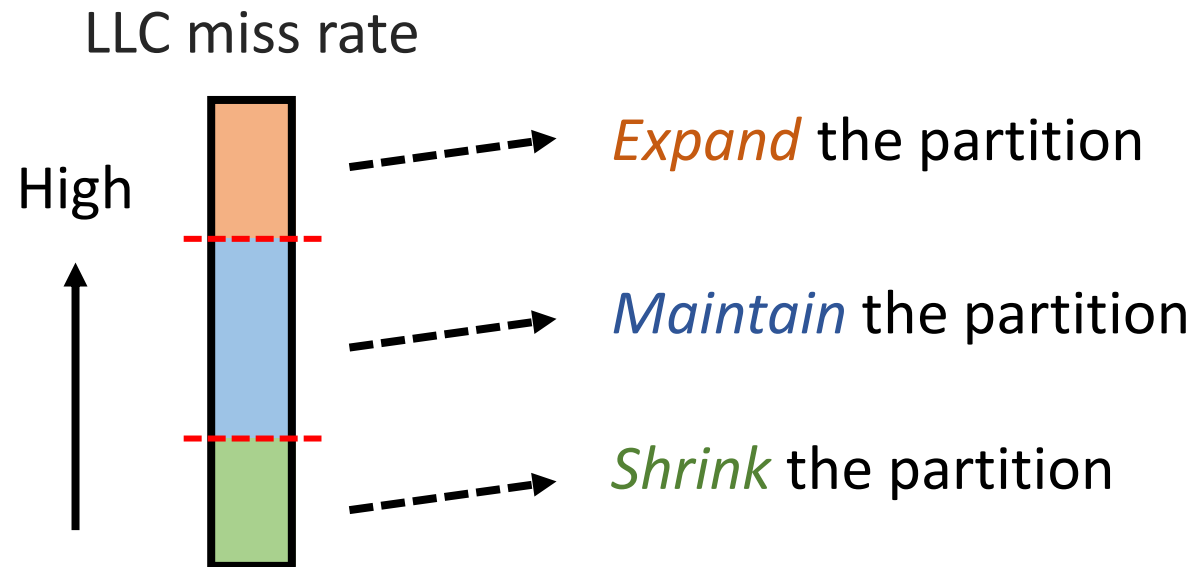 LLC miss rate
High
Expand the partition
Maintain the partition
Shrink the partition